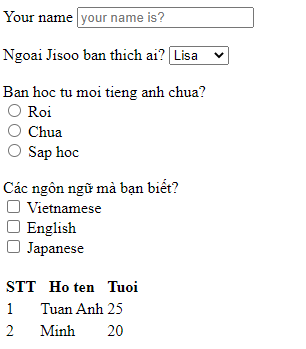 Your name your name is?
Ngoai Jisoo ban thich ai? Lisa
Ban hoc tu moi tieng anh chua?
Roi
Chua
Sap hoc
Các ngôn ngữ mà bạn biết?
Vietnamese
English
Japanese
STT Ho ten Tuoi
1 Tuan Anh 25
2 Minh 20